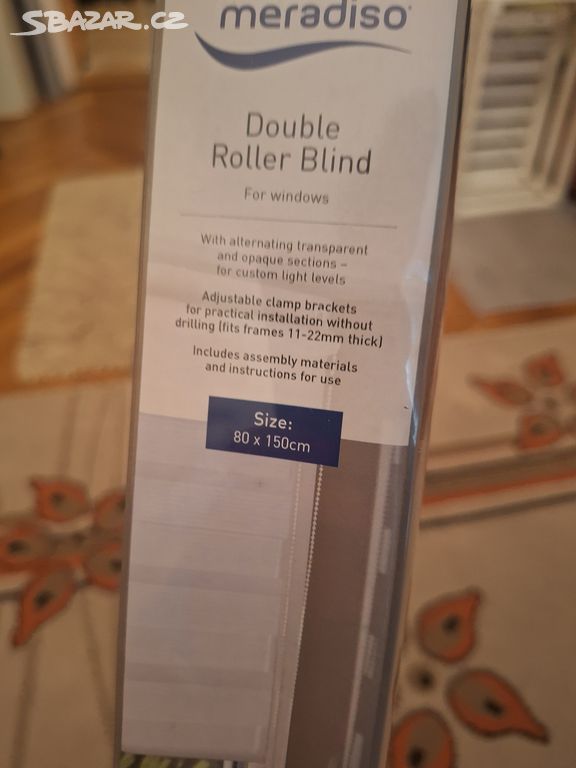 SBAZAR.CZ
meradiso
Double
Roller Blind
For windows
With alternating transparent
and opaque sections –
for custom light levels
Adjustable clamp brackets
for practical installation without
drilling (fits frames 11-22mm thick)
Includes assembly materials
and instructions for use
Size:
80 x 150cm